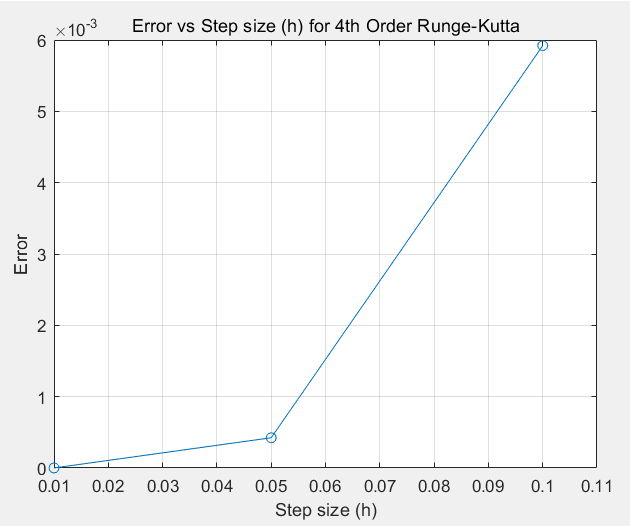 Error vs Step size (h) for 4th Order Runge-Kutta
×10⁻³
6
5
4
3
2
1
0
Error
0.01 0.02 0.03 0.04 0.05 0.06 0.07 0.08 0.09 0.1 0.11
Step size (h)